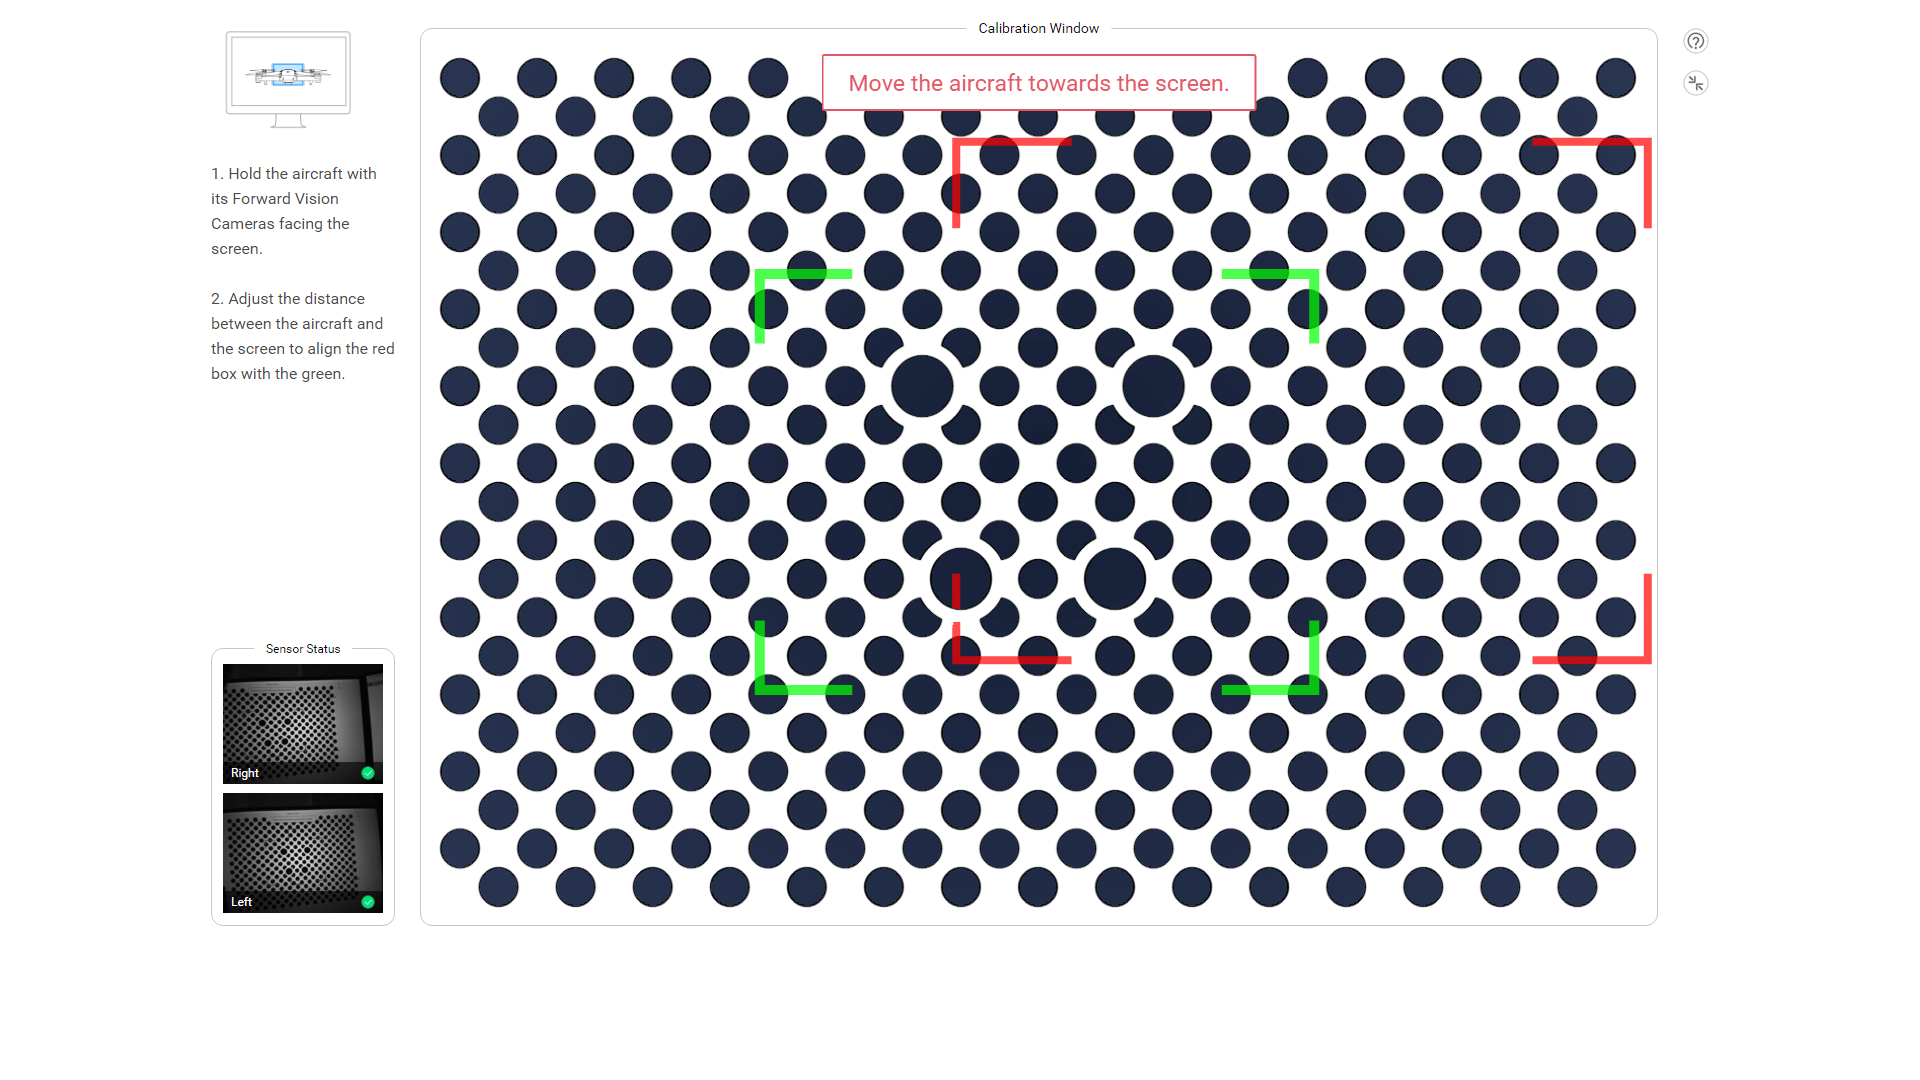 Calibration Window
Move the aircraft towards the screen.
1. Hold the aircraft with
its Forward Vision
Cameras facing the
screen.
2. Adjust the distance
between the aircraft and
the screen to align the red
box with the green.
Sensor Status
Right
Left